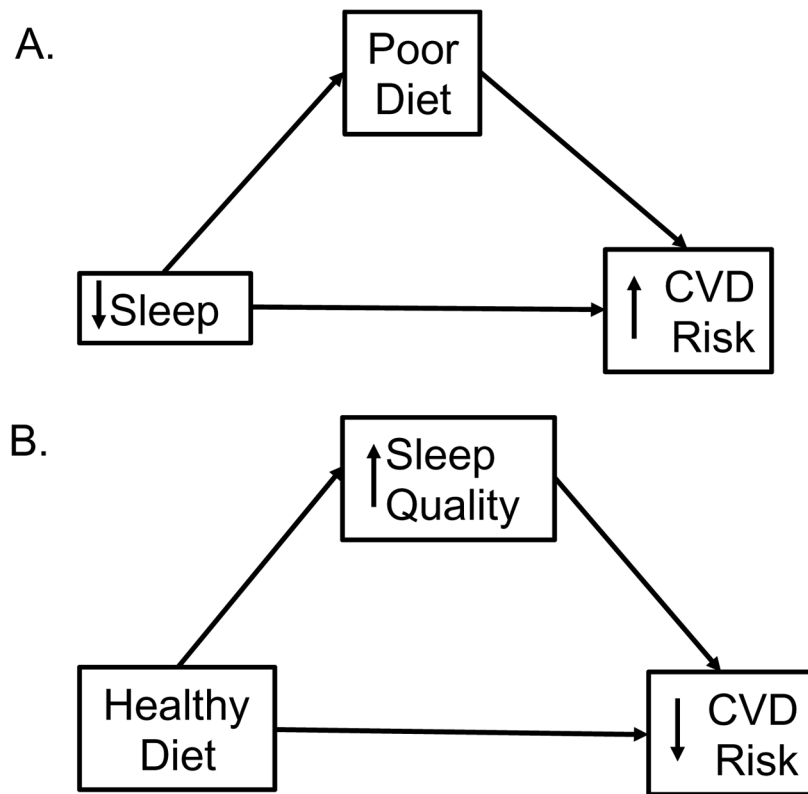 A.
Poor
Diet
↓Sleep
↑ CVD
Risk
B.
↑Sleep
Quality
Healthy
Diet
↓ CVD
Risk